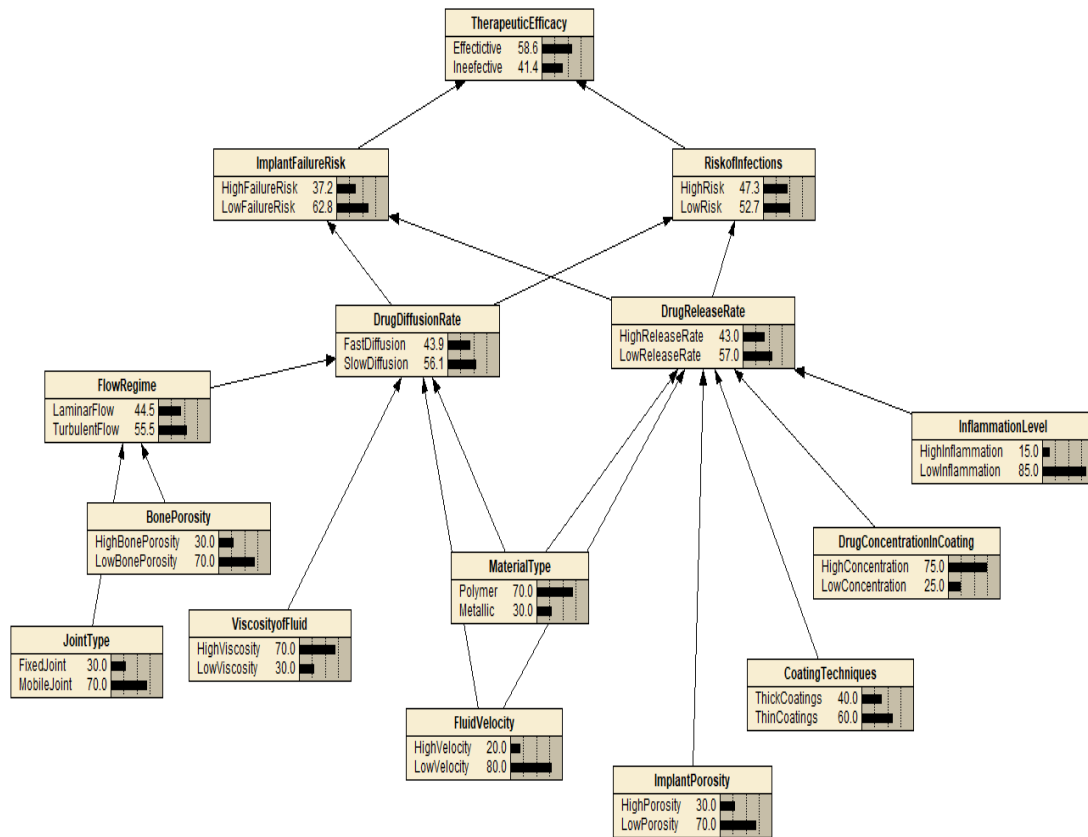 TherapeuticEfficacy
Effectictive 58.6
Ineefective 41.4
ImplantFailureRisk
HighFailureRisk 37.2
LowFailureRisk 62.8
RiskofInfections
HighRisk 47.3
LowRisk 52.7
DrugDiffusionRate
FastDiffusion 43.9
SlowDiffusion 56.1
DrugReleaseRate
HighReleaseRate 43.0
LowReleaseRate 57.0
FlowRegime
LaminarFlow 44.5
TurbulentFlow 55.5
InflammationLevel
HighInflammation 15.0
LowInflammation 85.0
BonePorosity
HighBonePorosity 30.0
LowBonePorosity 70.0
DrugConcentrationInCoating
HighConcentration 75.0
LowConcentration 25.0
MaterialType
Polymer 70.0
Metallic 30.0
ViscosityofFluid
HighViscosity 70.0
LowViscosity 30.0
JointType
FixedJoint 30.0
MobileJoint 70.0
CoatingTechniques
ThickCoatings 40.0
ThinCoatings 60.0
FluidVelocity
HighVelocity 20.0
LowVelocity 80.0
ImplantPorosity
HighPorosity 30.0
LowPorosity 70.0